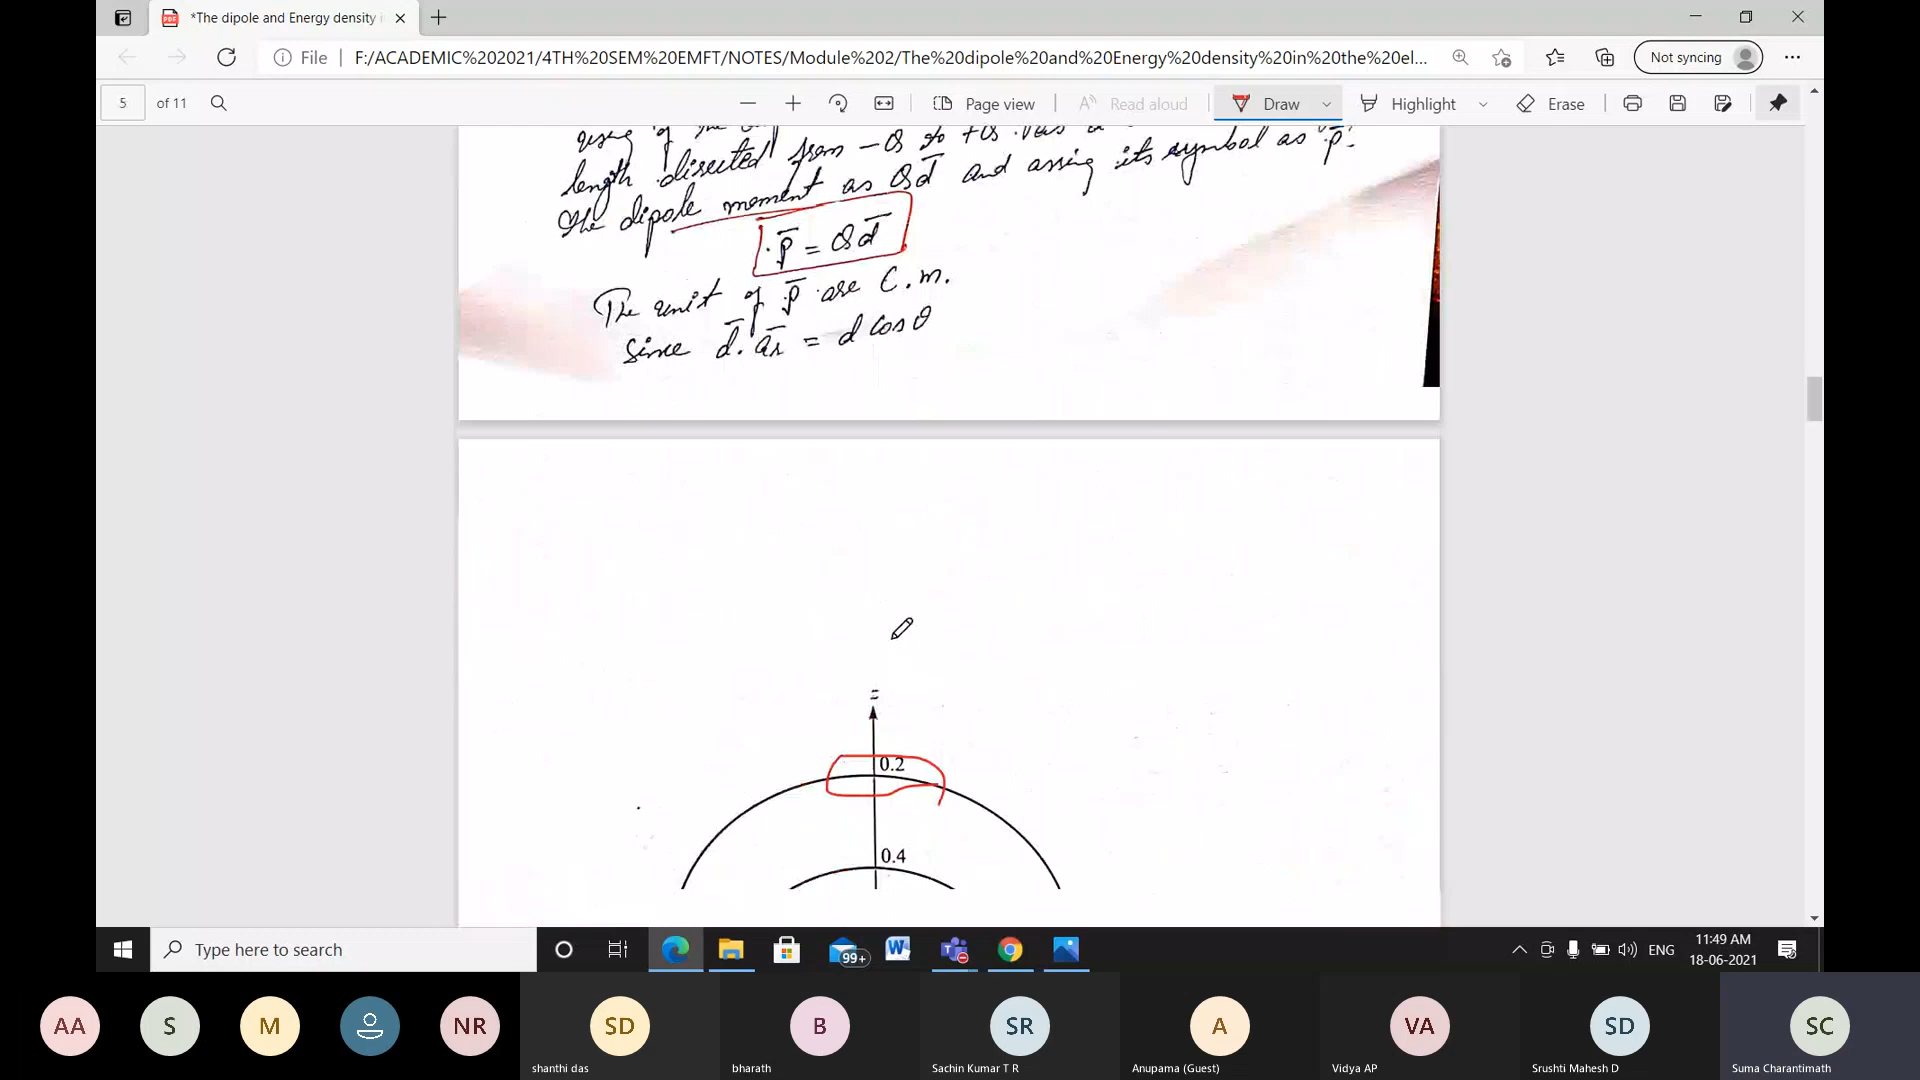 *The dipole and Energy density i
File
F:/ACADEMIC%202021/4TH%20SEM%20EMFT/NOTES/Module%202/The%20dipole%20and%20Energy%20density%20in%20the%20el...
Not syncing
5 of 11
Page view
Read aloud
Draw
Highlight
Erase
length directed from -Q to +Q
the dipole moment as Qd̅ and assing its symbol as p̅.
p̅ = Qd̅
The unit of p̅ are C.m.
Since d̅. a̅r = d cos θ
0.2
0.4
Type here to search
99+
ENG
11:49 AM
18-06-2021
AA
S
M
NR
SD
B
SR
A
VA
SD
SC
shanthi das
bharath
Sachin Kumar T R
Anupama (Guest)
Vidya AP
Srushti Mahesh D
Suma Charantimath